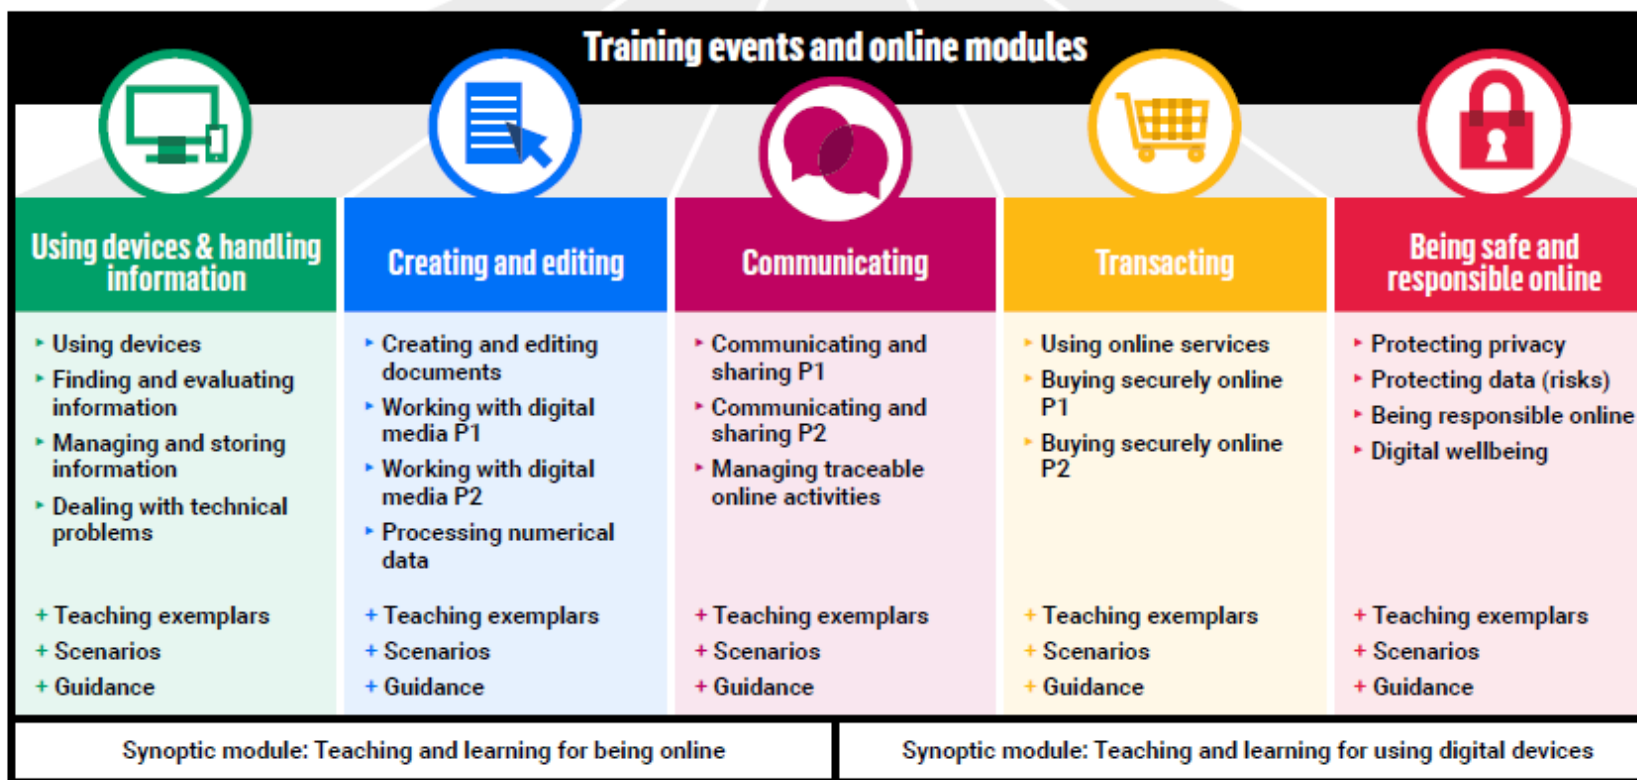 Training events and online modules
Using devices & handling
information
▸ Using devices
▸ Finding and evaluating
information
▸ Managing and storing
information
▸ Dealing with technical
problems
+ Teaching exemplars
+ Scenarios
+ Guidance
Creating and editing
▸ Creating and editing
documents
▸ Working with digital
media P1
▸ Working with digital
media P2
▸ Processing numerical
data
+ Teaching exemplars
+ Scenarios
+ Guidance
Communicating
▸ Communicating and
sharing P1
▸ Communicating and
sharing P2
▸ Managing traceable
online activities
+ Teaching exemplars
+ Scenarios
+ Guidance
Transacting
▸ Using online services
▸ Buying securely online
P1
▸ Buying securely online
P2
+ Teaching exemplars
+ Scenarios
+ Guidance
Being safe and
responsible online
▸ Protecting privacy
▸ Protecting data (risks)
▸ Being responsible online
▸ Digital wellbeing
+ Teaching exemplars
+ Scenarios
+ Guidance
Synoptic module: Teaching and learning for being online
Synoptic module: Teaching and learning for using digital devices